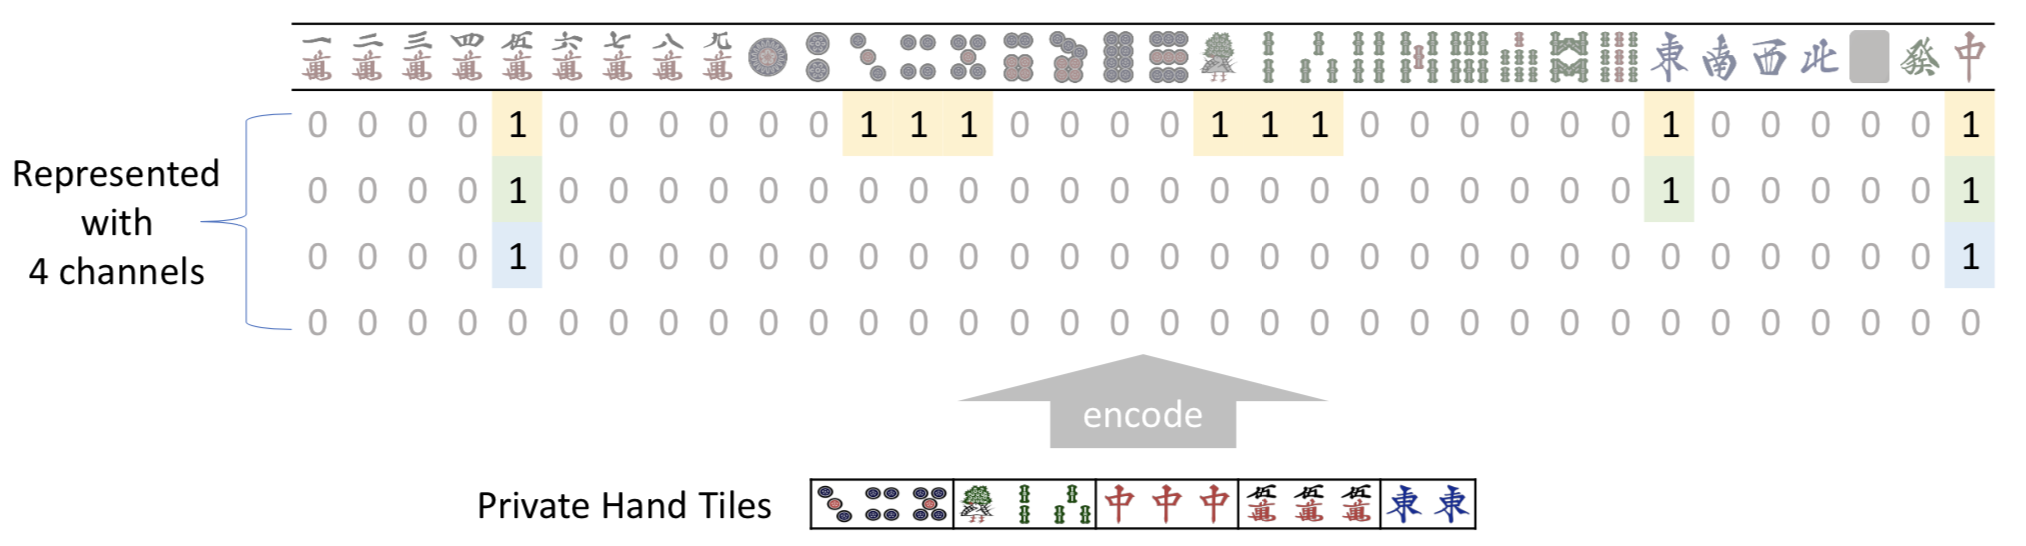 一萬 二萬 三萬 四萬 伍萬 六萬 七萬 八萬 九萬 東 南 西 北 發 中
0 0 0 0 1 0 0 0 0 0 0 1 1 1 0 0 0 0 1 1 1 0 0 0 0 0 0 1 0 0 0 0 0 1
0 0 0 0 1 0 0 0 0 0 0 0 0 0 0 0 0 0 0 0 0 0 0 0 0 0 0 1 0 0 0 0 0 1
0 0 0 0 1 0 0 0 0 0 0 0 0 0 0 0 0 0 0 0 0 0 0 0 0 0 0 0 0 0 0 0 0 1
0 0 0 0 0 0 0 0 0 0 0 0 0 0 0 0 0 0 0 0 0 0 0 0 0 0 0 0 0 0 0 0 0 0
Represented
with
4 channels
encode
Private Hand Tiles
中 中 中 伍萬 伍萬 伍萬 東 東